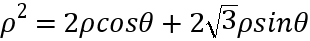 ρ² = 2ρcosθ + 2√3ρsinθ